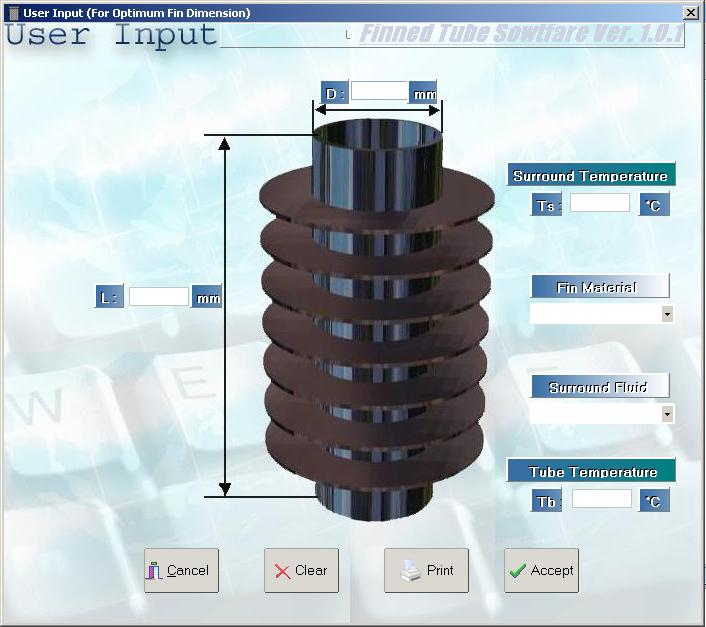 User Input (For Optimum Fin Dimension)
User Input
Finned Tube Sowtfare Ver. 1.0.1
D :
mm
Surround Temperature
Ts :
°C
L :
mm
Fin Material
Surround Fluid
Tube Temperature
Tb :
°C
Cancel
Clear
Print
Accept
W
E